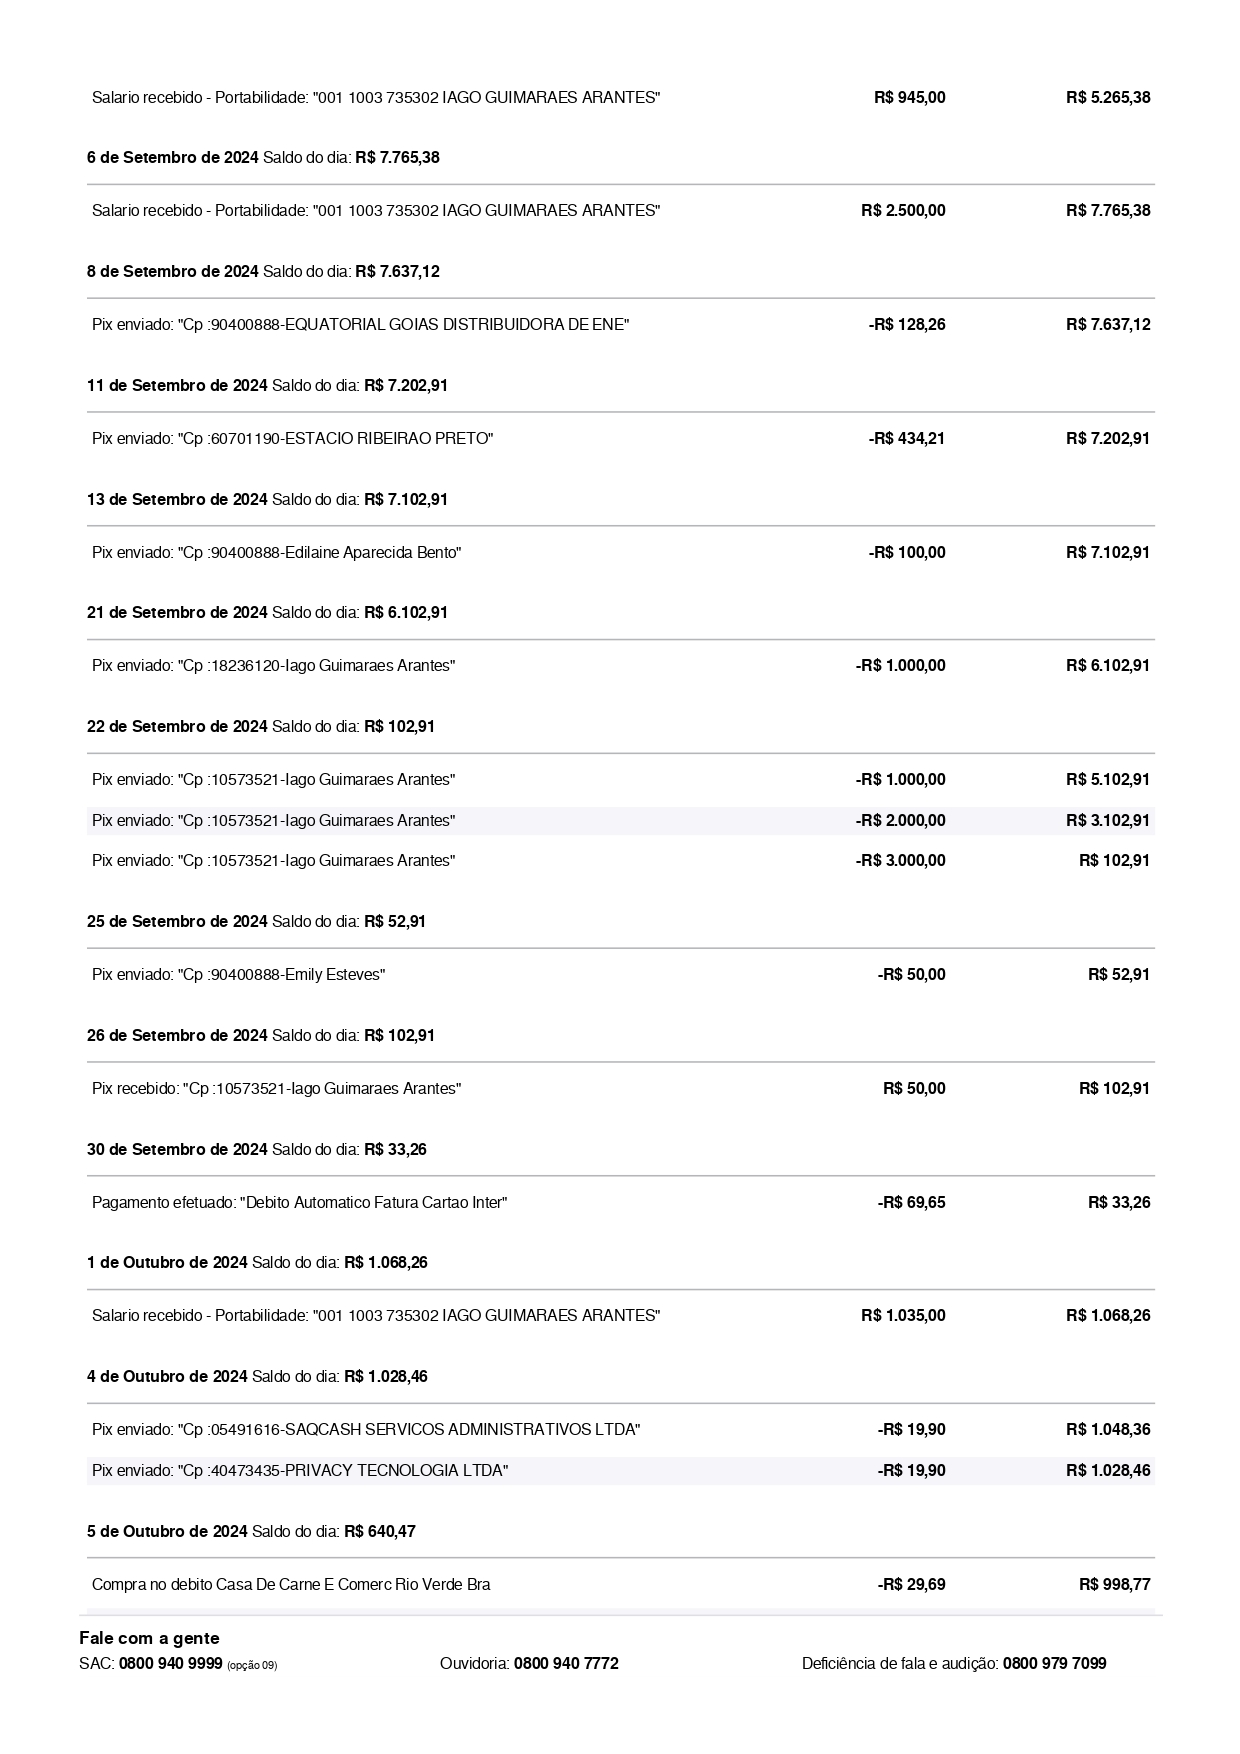 Salario recebido - Portabilidade: "001 1003 735302 IAGO GUIMARAES ARANTES" R$ 945,00 R$ 5.265,38
6 de Setembro de 2024 Saldo do dia: R$ 7.765,38
Salario recebido - Portabilidade: "001 1003 735302 IAGO GUIMARAES ARANTES" R$ 2.500,00 R$ 7.765,38
8 de Setembro de 2024 Saldo do dia: R$ 7.637,12
Pix enviado: "Cp :90400888-EQUATORIAL GOIAS DISTRIBUIDORA DE ENE" -R$ 128,26 R$ 7.637,12
11 de Setembro de 2024 Saldo do dia: R$ 7.202,91
Pix enviado: "Cp :60701190-ESTACIO RIBEIRAO PRETO" -R$ 434,21 R$ 7.202,91
13 de Setembro de 2024 Saldo do dia: R$ 7.102,91
Pix enviado: "Cp :90400888-Edilaine Aparecida Bento" -R$ 100,00 R$ 7.102,91
21 de Setembro de 2024 Saldo do dia: R$ 6.102,91
Pix enviado: "Cp :18236120-Iago Guimaraes Arantes" -R$ 1.000,00 R$ 6.102,91
22 de Setembro de 2024 Saldo do dia: R$ 102,91
Pix enviado: "Cp :10573521-Iago Guimaraes Arantes" -R$ 1.000,00 R$ 5.102,91
Pix enviado: "Cp :10573521-Iago Guimaraes Arantes" -R$ 2.000,00 R$ 3.102,91
Pix enviado: "Cp :10573521-Iago Guimaraes Arantes" -R$ 3.000,00 R$ 102,91
25 de Setembro de 2024 Saldo do dia: R$ 52,91
Pix enviado: "Cp :90400888-Emily Esteves" -R$ 50,00 R$ 52,91
26 de Setembro de 2024 Saldo do dia: R$ 102,91
Pix recebido: "Cp :10573521-Iago Guimaraes Arantes" R$ 50,00 R$ 102,91
30 de Setembro de 2024 Saldo do dia: R$ 33,26
Pagamento efetuado: "Debito Automatico Fatura Cartao Inter" -R$ 69,65 R$ 33,26
1 de Outubro de 2024 Saldo do dia: R$ 1.068,26
Salario recebido - Portabilidade: "001 1003 735302 IAGO GUIMARAES ARANTES" R$ 1.035,00 R$ 1.068,26
4 de Outubro de 2024 Saldo do dia: R$ 1.028,46
Pix enviado: "Cp :05491616-SAQCASH SERVICOS ADMINISTRATIVOS LTDA" -R$ 19,90 R$ 1.048,36
Pix enviado: "Cp :40473435-PRIVACY TECNOLOGIA LTDA" -R$ 19,90 R$ 1.028,46
5 de Outubro de 2024 Saldo do dia: R$ 640,47
Compra no debito Casa De Carne E Comerc Rio Verde Bra -R$ 29,69 R$ 998,77
Fale com a gente
SAC: 0800 940 9999 (opção 09) Ouvidoria: 0800 940 7772 Deficiência de fala e audição: 0800 979 7099